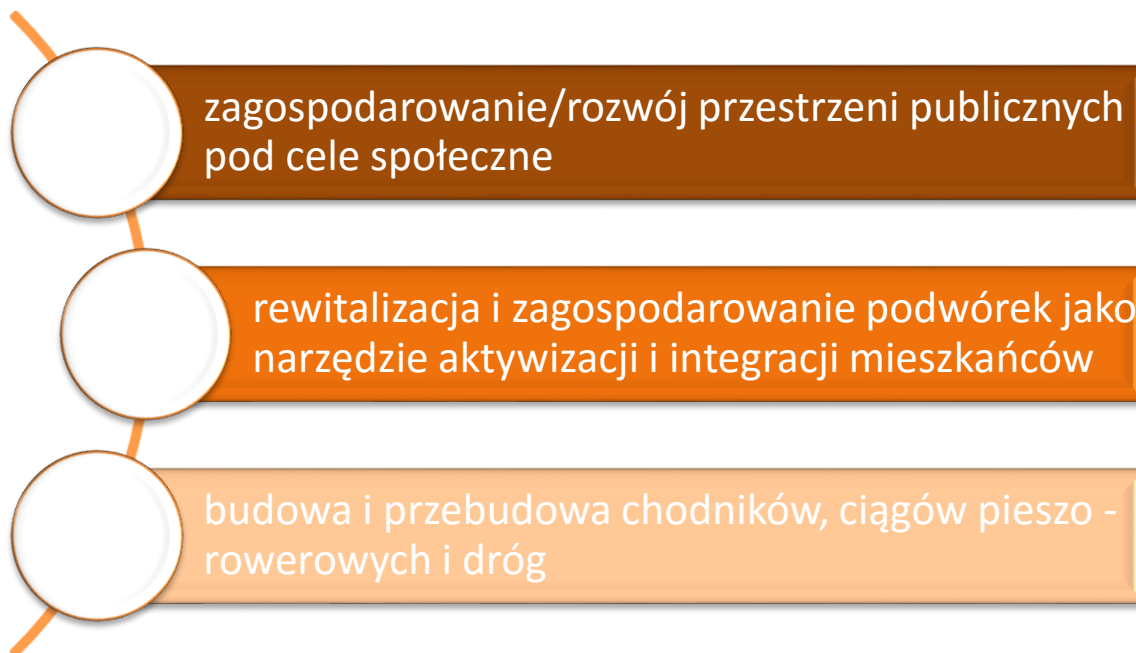 zagospodarowanie/rozwój przestrzeni publicznych
pod cele społeczne
rewitalizacja i zagospodarowanie podwórek jako
narzędzie aktywizacji i integracji mieszkańców
budowa i przebudowa chodników, ciągów pieszo -
rowerowych i dróg